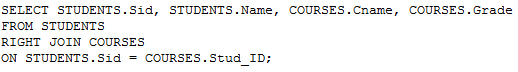 SELECT STUDENTS.Sid, STUDENTS.Name, COURSES.Cname, COURSES.Grade
FROM STUDENTS
RIGHT JOIN COURSES
ON STUDENTS.Sid = COURSES.Stud_ID;